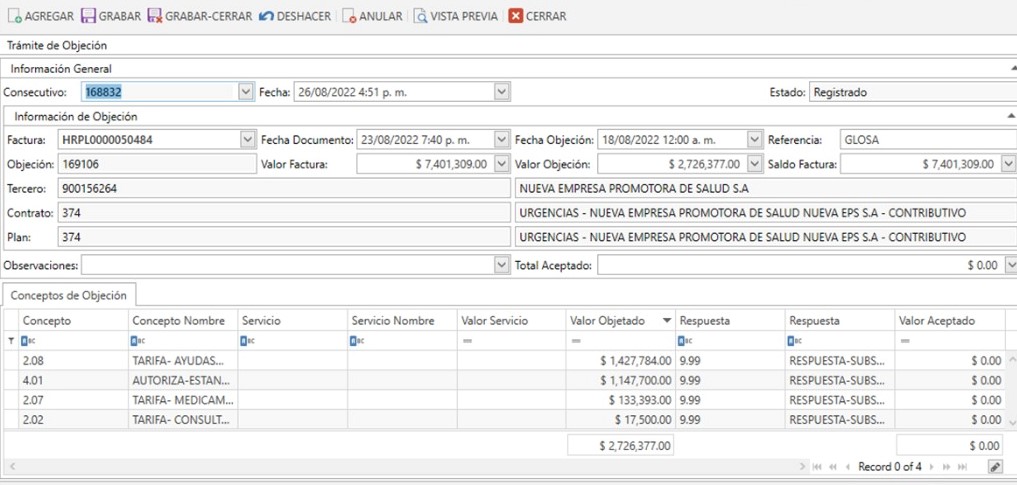 AGREGAR GRABAR GRABAR-CERRAR DESHACER ANULAR VISTA PREVIA CERRAR
Trámite de Objeción
Información General
Consecutivo: 168832 Fecha: 26/08/2022 4:51 p. m. Estado: Registrado
Información de Objeción
Factura: HRPL0000050484 Fecha Documento: 23/08/2022 7:40 p. m. Fecha Objeción: 18/08/2022 12:00 a. m. Referencia: GLOSA
Objeción: 169106 Valor Factura: $ 7,401,309.00 Valor Objeción: $ 2,726,377.00 Saldo Factura: $ 7,401,309.00
Tercero: 900156264 NUEVA EMPRESA PROMOTORA DE SALUD S.A
Contrato: 374 URGENCIAS - NUEVA EMPRESA PROMOTORA DE SALUD NUEVA EPS S.A - CONTRIBUTIVO
Plan: 374 URGENCIAS - NUEVA EMPRESA PROMOTORA DE SALUD NUEVA EPS S.A - CONTRIBUTIVO
Observaciones: Total Aceptado: $ 0.00
Conceptos de Objeción
Concepto Concepto Nombre Servicio Servicio Nombre Valor Servicio Valor Objetado Respuesta Respuesta Valor Aceptado
2.08 TARIFA- AYUDAS... $ 1,427,784.00 9.99 RESPUESTA-SUBS... $ 0.00
4.01 AUTORIZA-ESTAN... $ 1,147,700.00 9.99 RESPUESTA-SUBS... $ 0.00
2.07 TARIFA- MEDICAM... $ 133,393.00 9.99 RESPUESTA-SUBS... $ 0.00
2.02 TARIFA- CONSULT... $ 17,500.00 9.99 RESPUESTA-SUBS... $ 0.00
$ 2,726,377.00 $ 0.00
Record 0 of 4